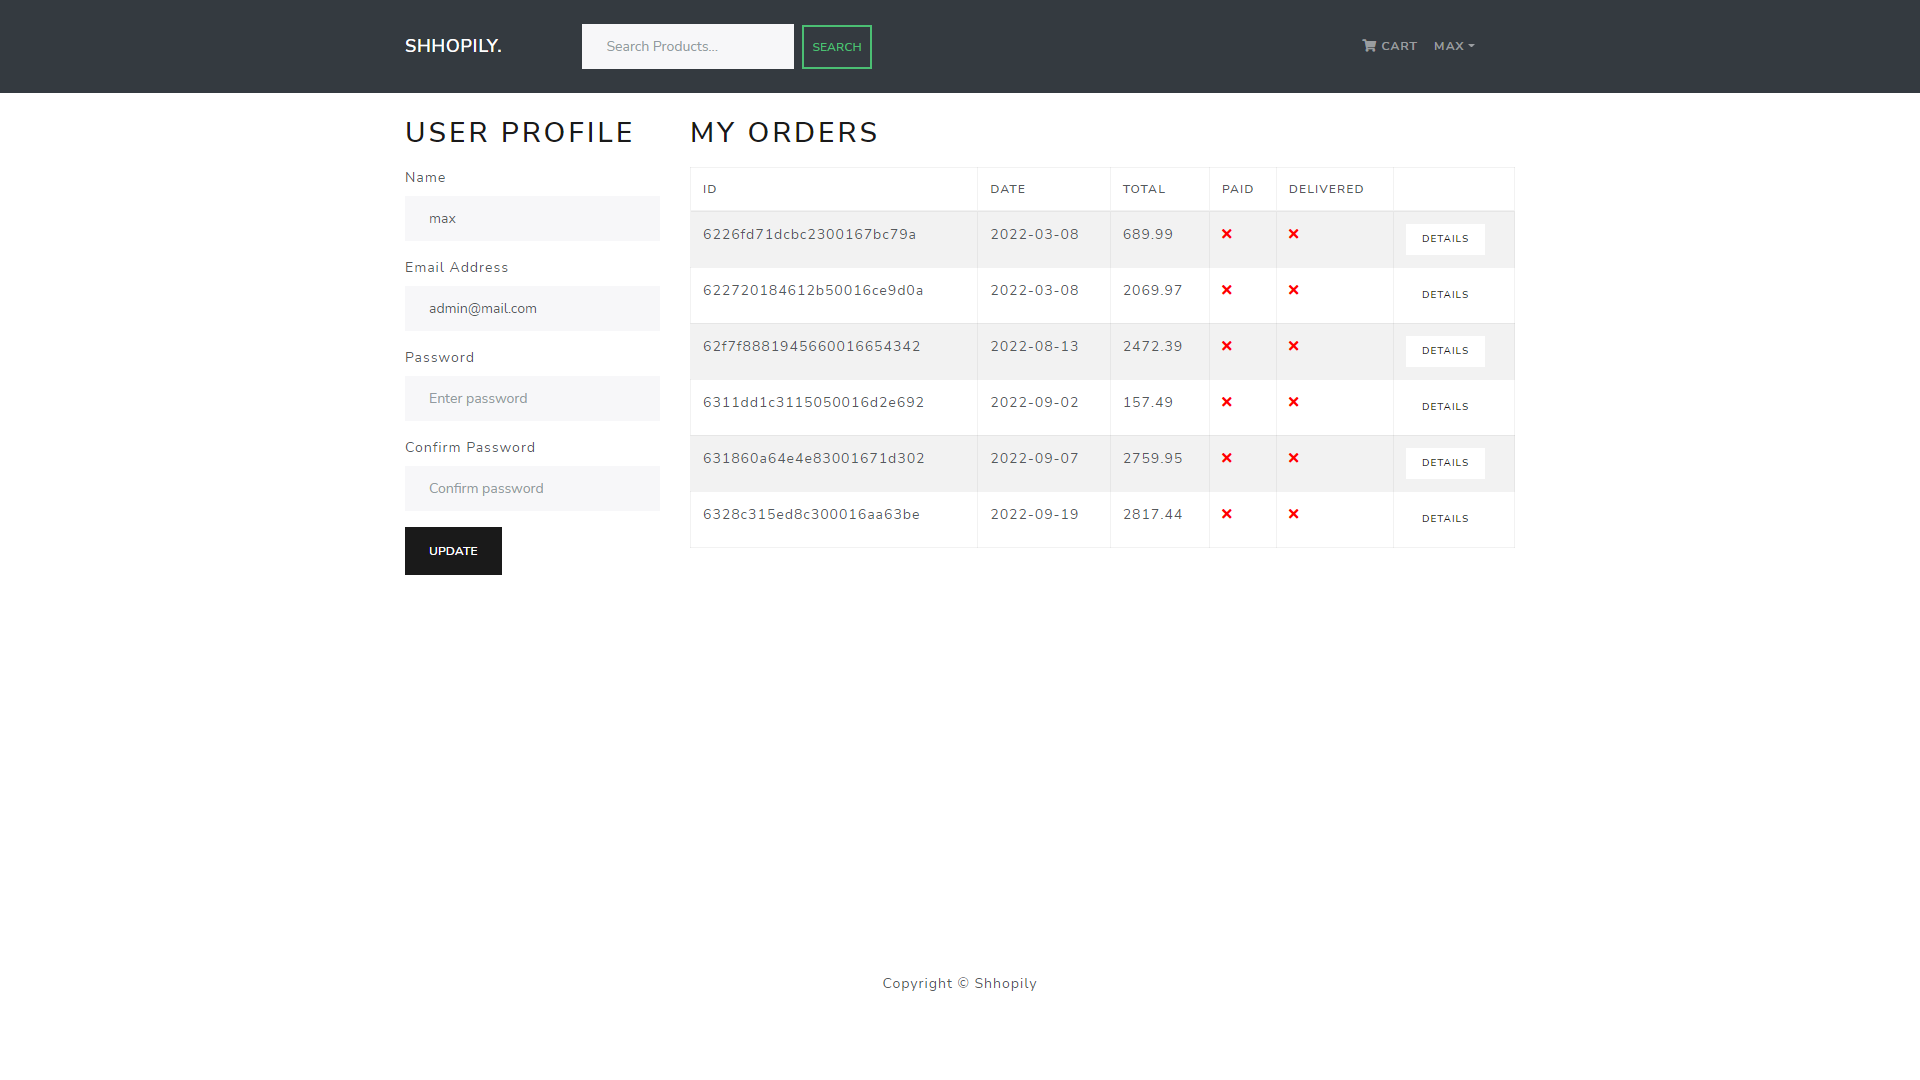 SHHOPILY.
Search Products...
SEARCH
CART
MAX
USER PROFILE
Name
max
Email Address
admin@mail.com
Password
Enter password
Confirm Password
Confirm password
UPDATE
MY ORDERS
ID DATE TOTAL PAID DELIVERED
6226fd71dcbc2300167bc79a 2022-03-08 689.99 DETAILS
622720184612b50016ce9d0a 2022-03-08 2069.97 DETAILS
62f7f8881945660016654342 2022-08-13 2472.39 DETAILS
6311dd1c3115050016d2e692 2022-09-02 157.49 DETAILS
631860a64e4e83001671d302 2022-09-07 2759.95 DETAILS
6328c315ed8c300016aa63be 2022-09-19 2817.44 DETAILS
Copyright © Shhopily